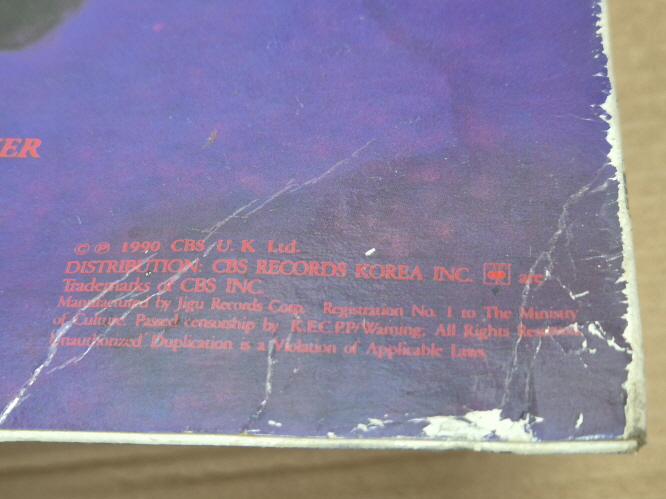 ER
© ℗ 1990 CBS U. K Ltd.
DISTRIBUTION: CBS RECORDS KOREA INC. are
Trademarks of CBS INC.
Manufactured by Jigu Records Corp. Registration No. 1 to The Ministry
of Culture. Passed censorship by R.E.C.P.P/Warning; All Rights Reserved.
Unauthorized Duplication is a Violation of Applicable Laws